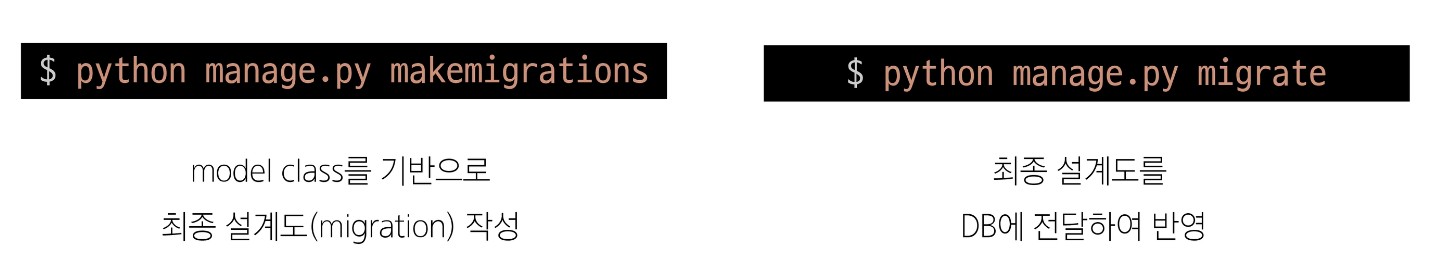 $ python manage.py makemigrations
model class를 기반으로
최종 설계도(migration) 작성
$ python manage.py migrate
최종 설계도를
DB에 전달하여 반영